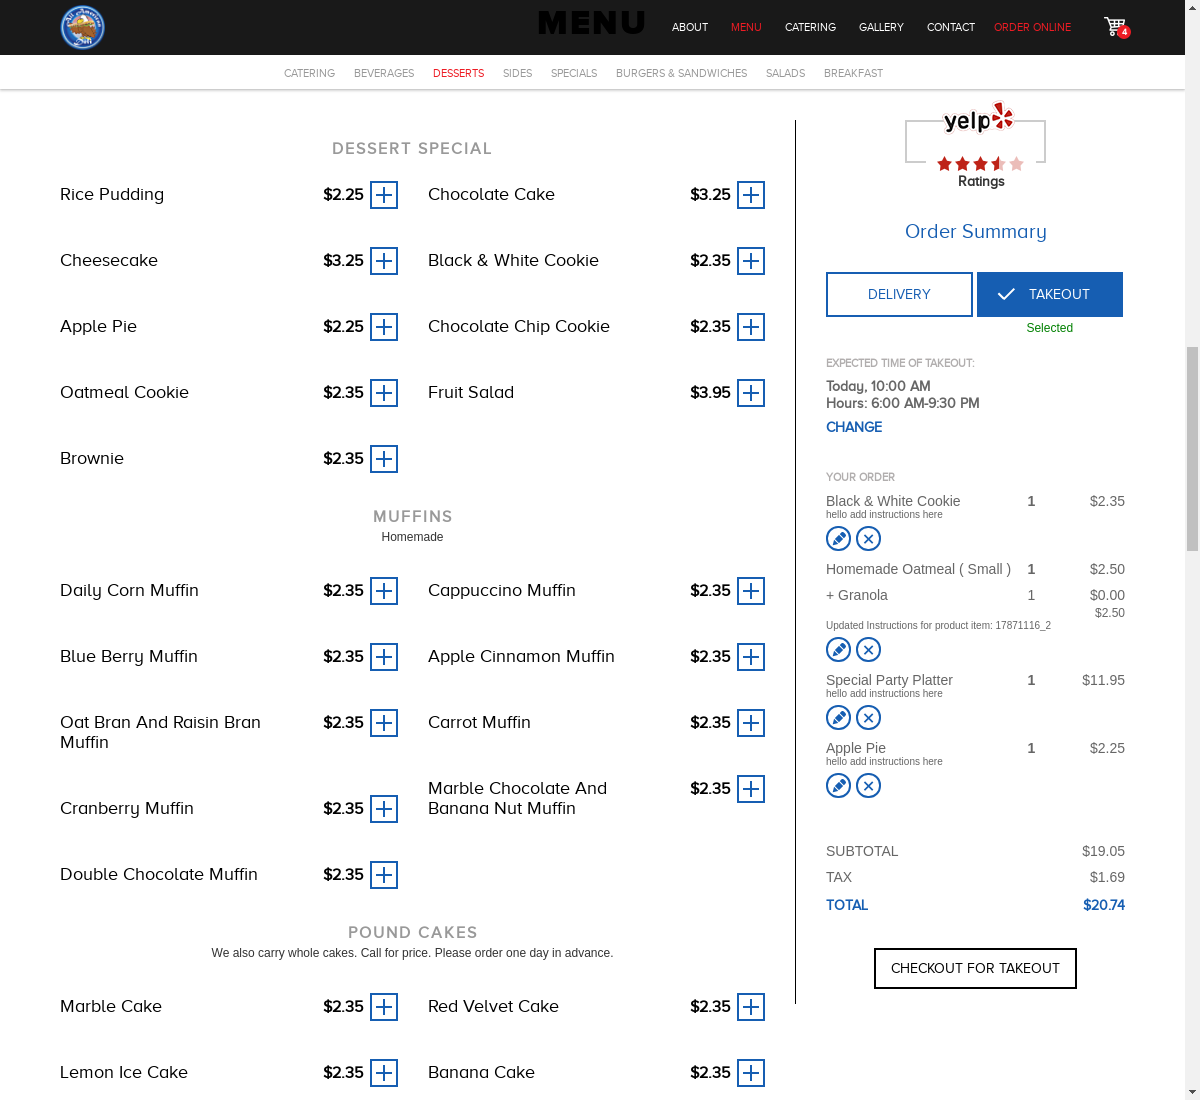 All American
Deli
MENU
ABOUT
MENU
CATERING
GALLERY
CONTACT
ORDER ONLINE
4
CATERING
BEVERAGES
DESSERTS
SIDES
SPECIALS
BURGERS & SANDWICHES
SALADS
BREAKFAST
DESSERT SPECIAL
Rice Pudding $2.25
Chocolate Cake $3.25
Cheesecake $3.25
Black & White Cookie $2.35
Apple Pie $2.25
Chocolate Chip Cookie $2.35
Oatmeal Cookie $2.35
Fruit Salad $3.95
Brownie $2.35
MUFFINS
Homemade
Daily Corn Muffin $2.35
Cappuccino Muffin $2.35
Blue Berry Muffin $2.35
Apple Cinnamon Muffin $2.35
Oat Bran And Raisin Bran $2.35
Muffin
Carrot Muffin $2.35
Cranberry Muffin $2.35
Marble Chocolate And $2.35
Banana Nut Muffin
Double Chocolate Muffin $2.35
POUND CAKES
We also carry whole cakes. Call for price. Please order one day in advance.
Marble Cake $2.35
Red Velvet Cake $2.35
Lemon Ice Cake $2.35
Banana Cake $2.35
yelp
Ratings
Order Summary
DELIVERY
TAKEOUT
Selected
EXPECTED TIME OF TAKEOUT:
Today, 10:00 AM
Hours: 6:00 AM-9:30 PM
CHANGE
YOUR ORDER
Black & White Cookie 1 $2.35
hello add instructions here
Homemade Oatmeal ( Small ) 1 $2.50
+ Granola 1 $0.00
$2.50
Updated Instructions for product item: 17871116_2
Special Party Platter 1 $11.95
hello add instructions here
Apple Pie 1 $2.25
hello add instructions here
SUBTOTAL $19.05
TAX $1.69
TOTAL $20.74
CHECKOUT FOR TAKEOUT